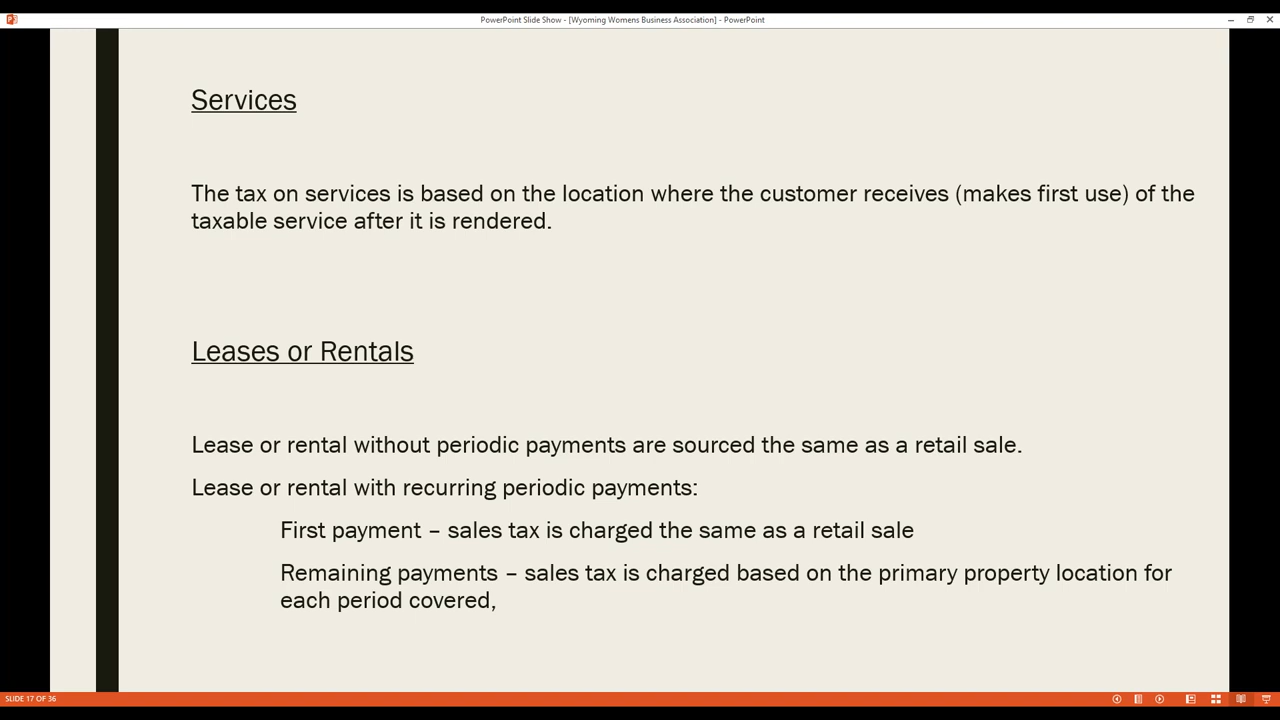 PowerPoint Slide Show - [Wyoming Womens Business Association] - PowerPoint
Services
The tax on services is based on the location where the customer receives (makes first use) of the
taxable service after it is rendered.
Leases or Rentals
Lease or rental without periodic payments are sourced the same as a retail sale.
Lease or rental with recurring periodic payments:
First payment – sales tax is charged the same as a retail sale
Remaining payments – sales tax is charged based on the primary property location for
each period covered,
SLIDE 17 OF 36